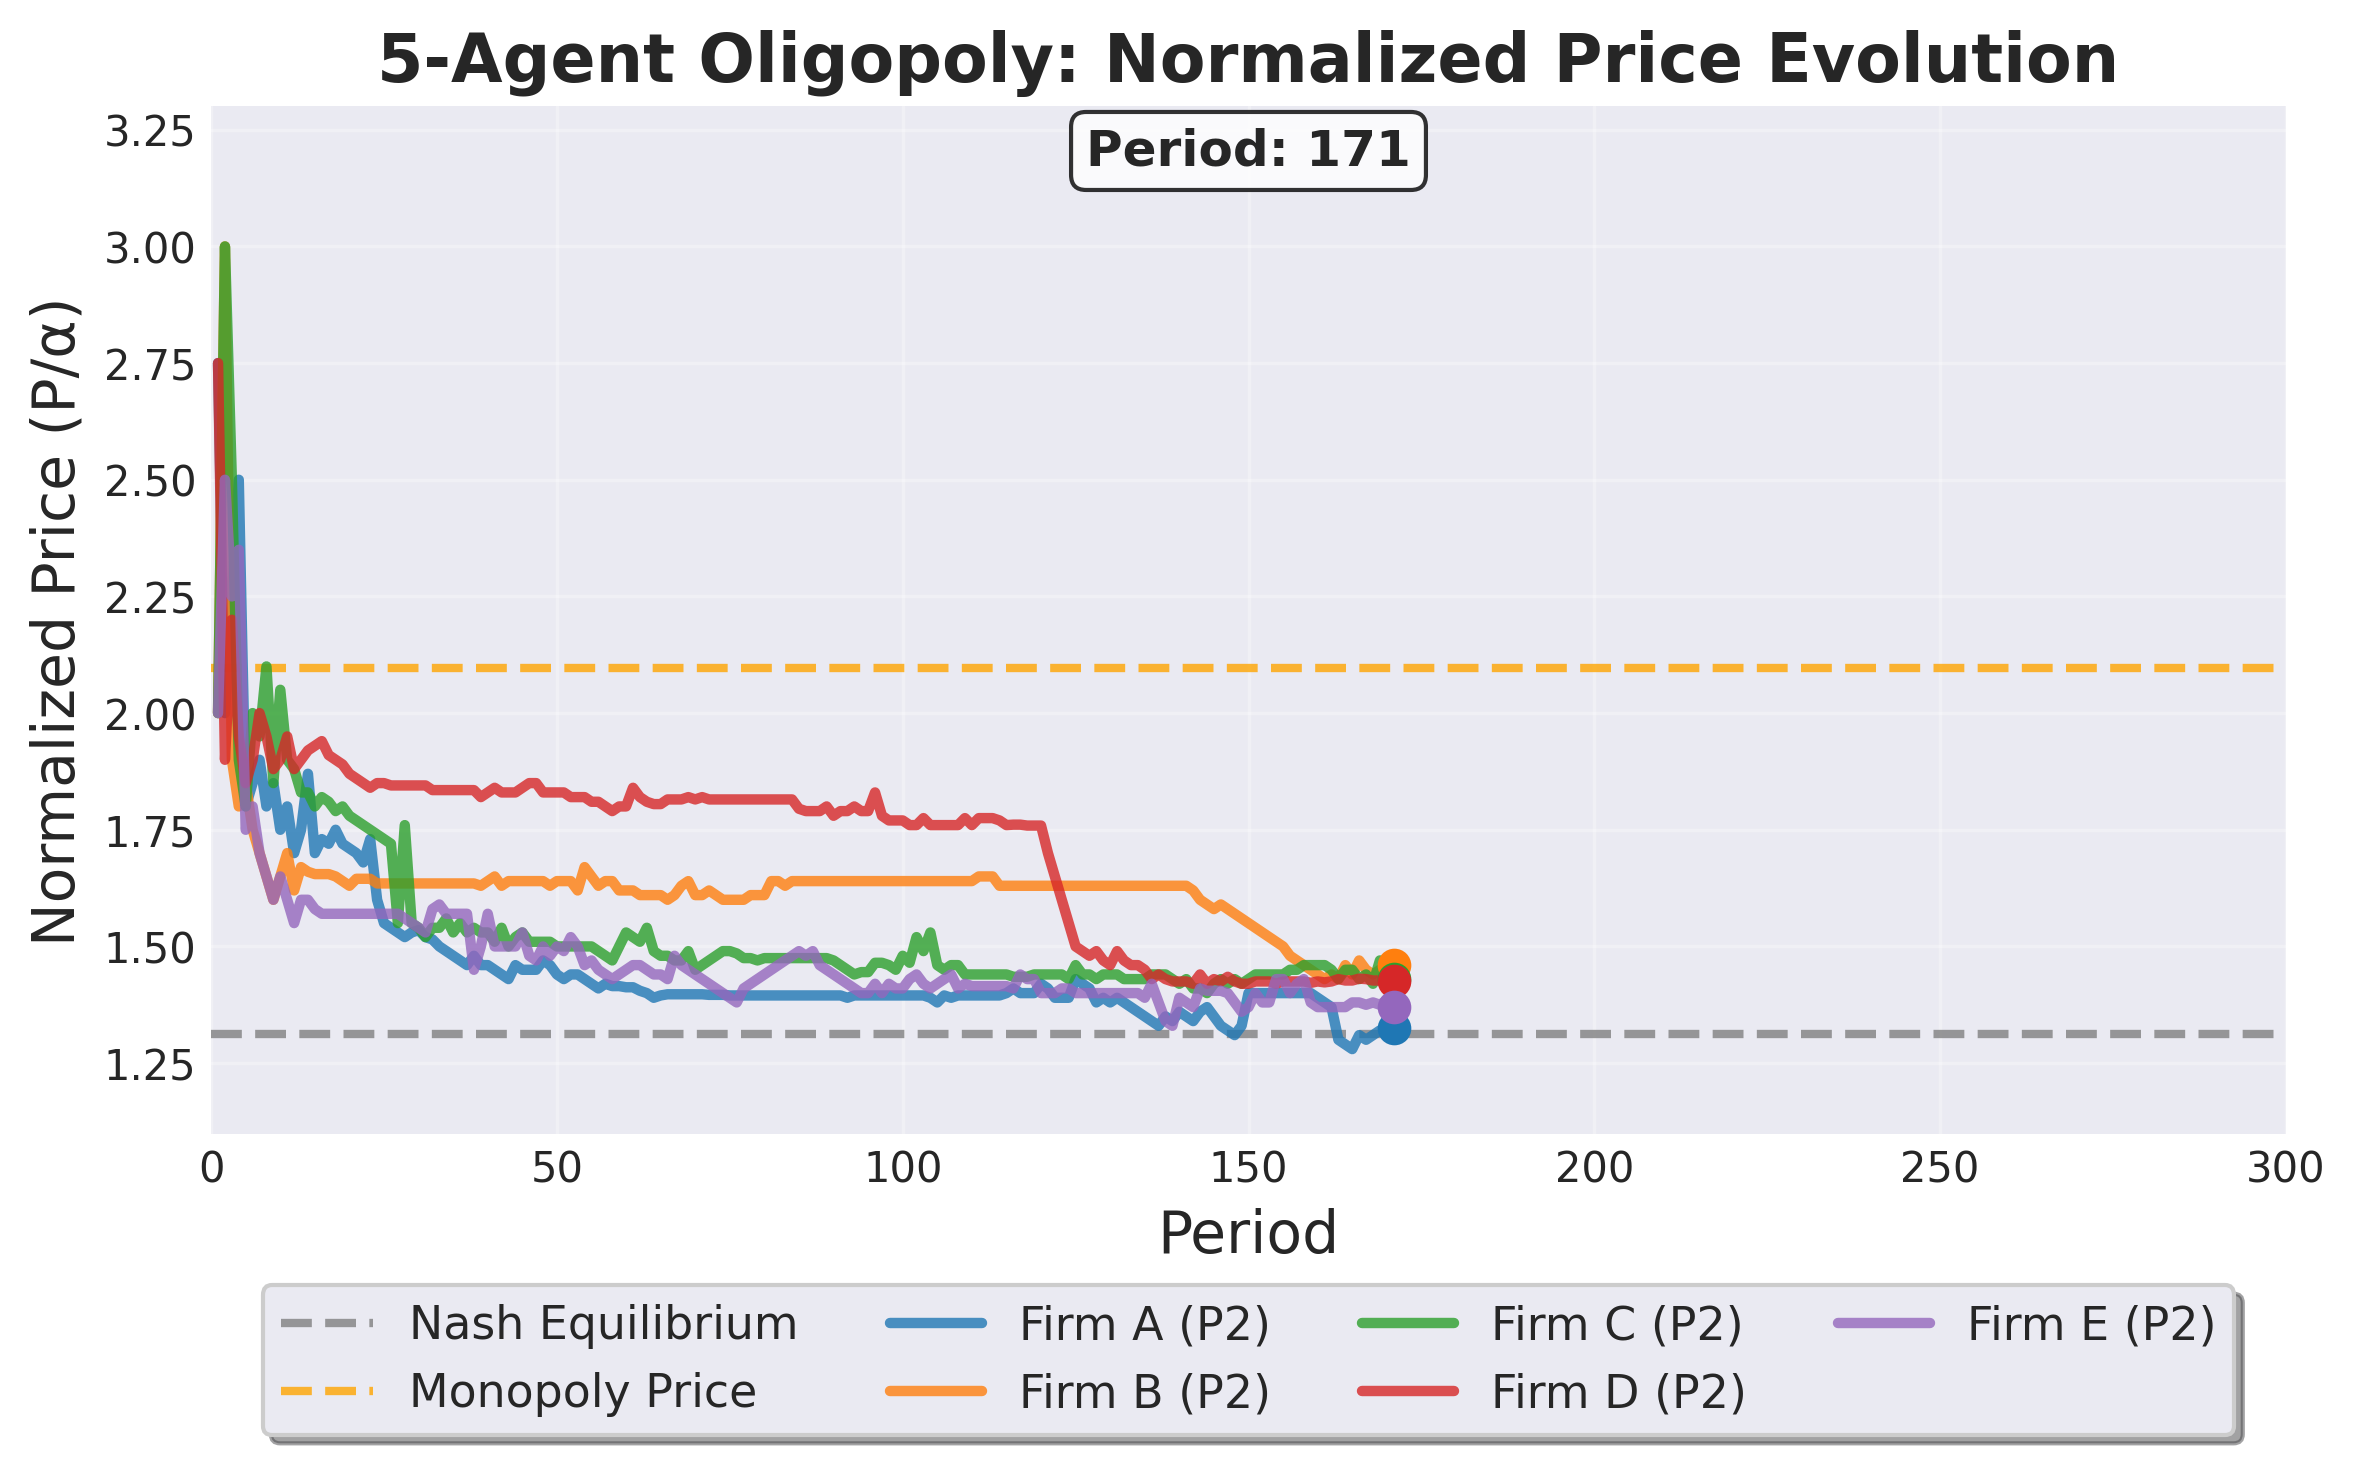 5-Agent Oligopoly: Normalized Price Evolution
Period: 171
Normalized Price (P/α)
3.25
3.00
2.75
2.50
2.25
2.00
1.75
1.50
1.25
0 50 100 150 200 250 300
Period
Nash Equilibrium Firm A (P2) Firm C (P2) Firm E (P2)
Monopoly Price Firm B (P2) Firm D (P2)